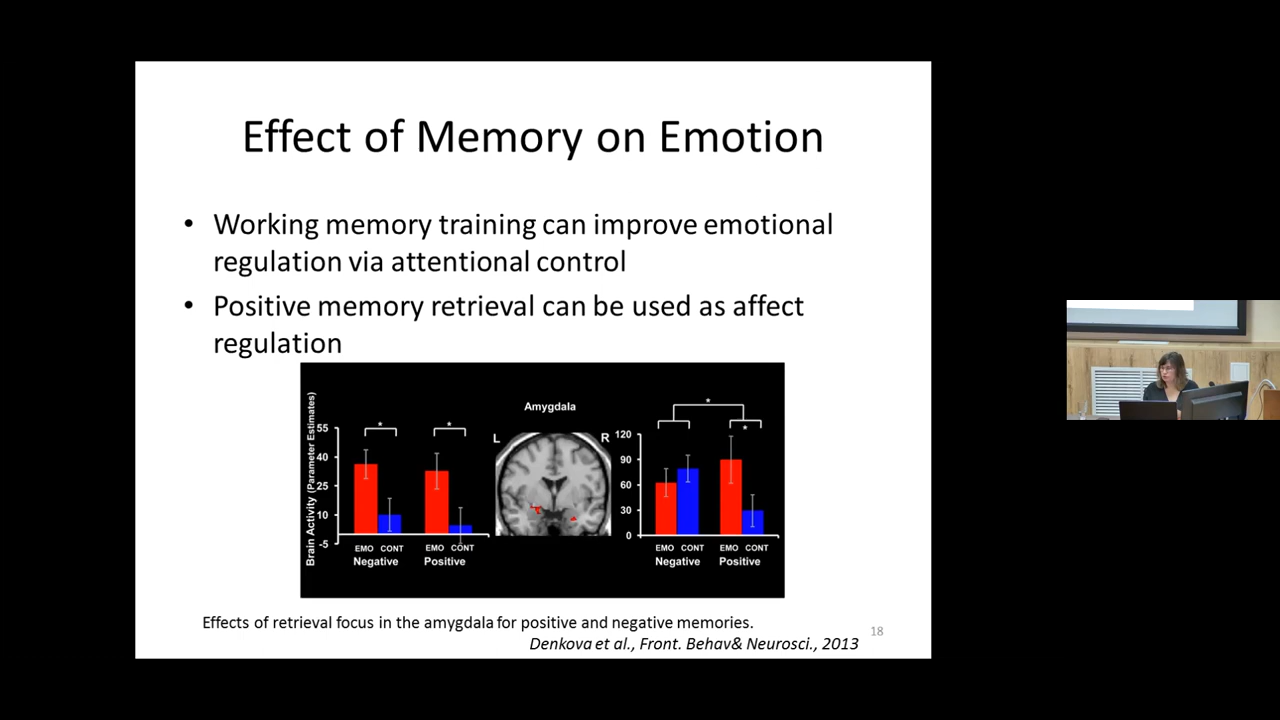 Effect of Memory on Emotion
• Working memory training can improve emotional
regulation via attentional control
• Positive memory retrieval can be used as affect
regulation
Brain Activity (Parameter Estimates)
55
40
25
10
-5
* *
EMO CONT EMO CONT
Negative Positive
Amygdala
L R
120
90
60
30
0
*
*
EMO CONT EMO CONT
Negative Positive
Effects of retrieval focus in the amygdala for positive and negative memories.
18
Denkova et al., Front. Behav& Neurosci., 2013